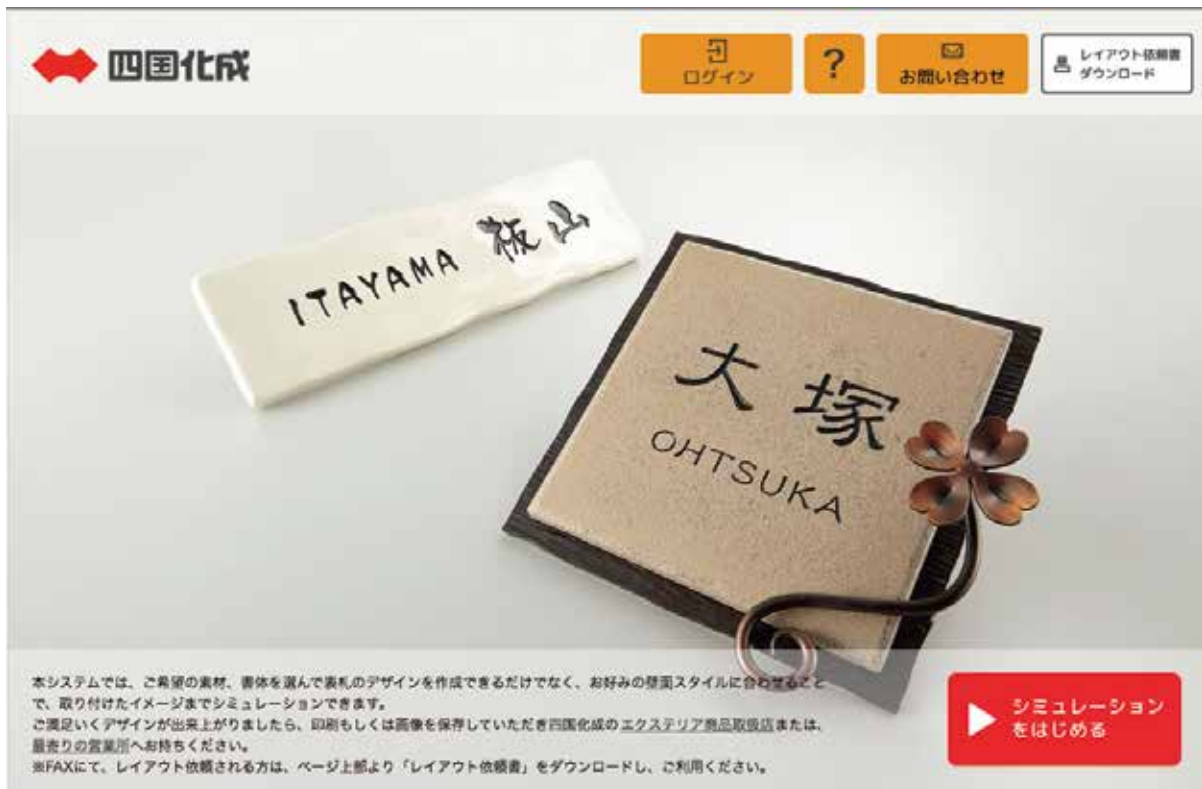 四国化成
ログイン
?
お問い合わせ
レイアウト依頼書
ダウンロード
ITAYAMA 板山
大塚
OHTSUKA
本システムでは、ご希望の素材、書体を選んで表札のデザインを作成できるだけでなく、お好みの壁面スタイルに合わせること
で、取り付けたイメージまでシミュレーションできます。
ご満足いくデザインが出来上がりましたら、印刷もしくは画像を保存していただき四国化成のエクステリア商品取扱店または、
最寄りの営業所へお持ちください。
※FAXにて、レイアウト依頼される方は、ページ上部より「レイアウト依頼書」をダウンロードし、ご利用ください。
シミュレーション
をはじめる